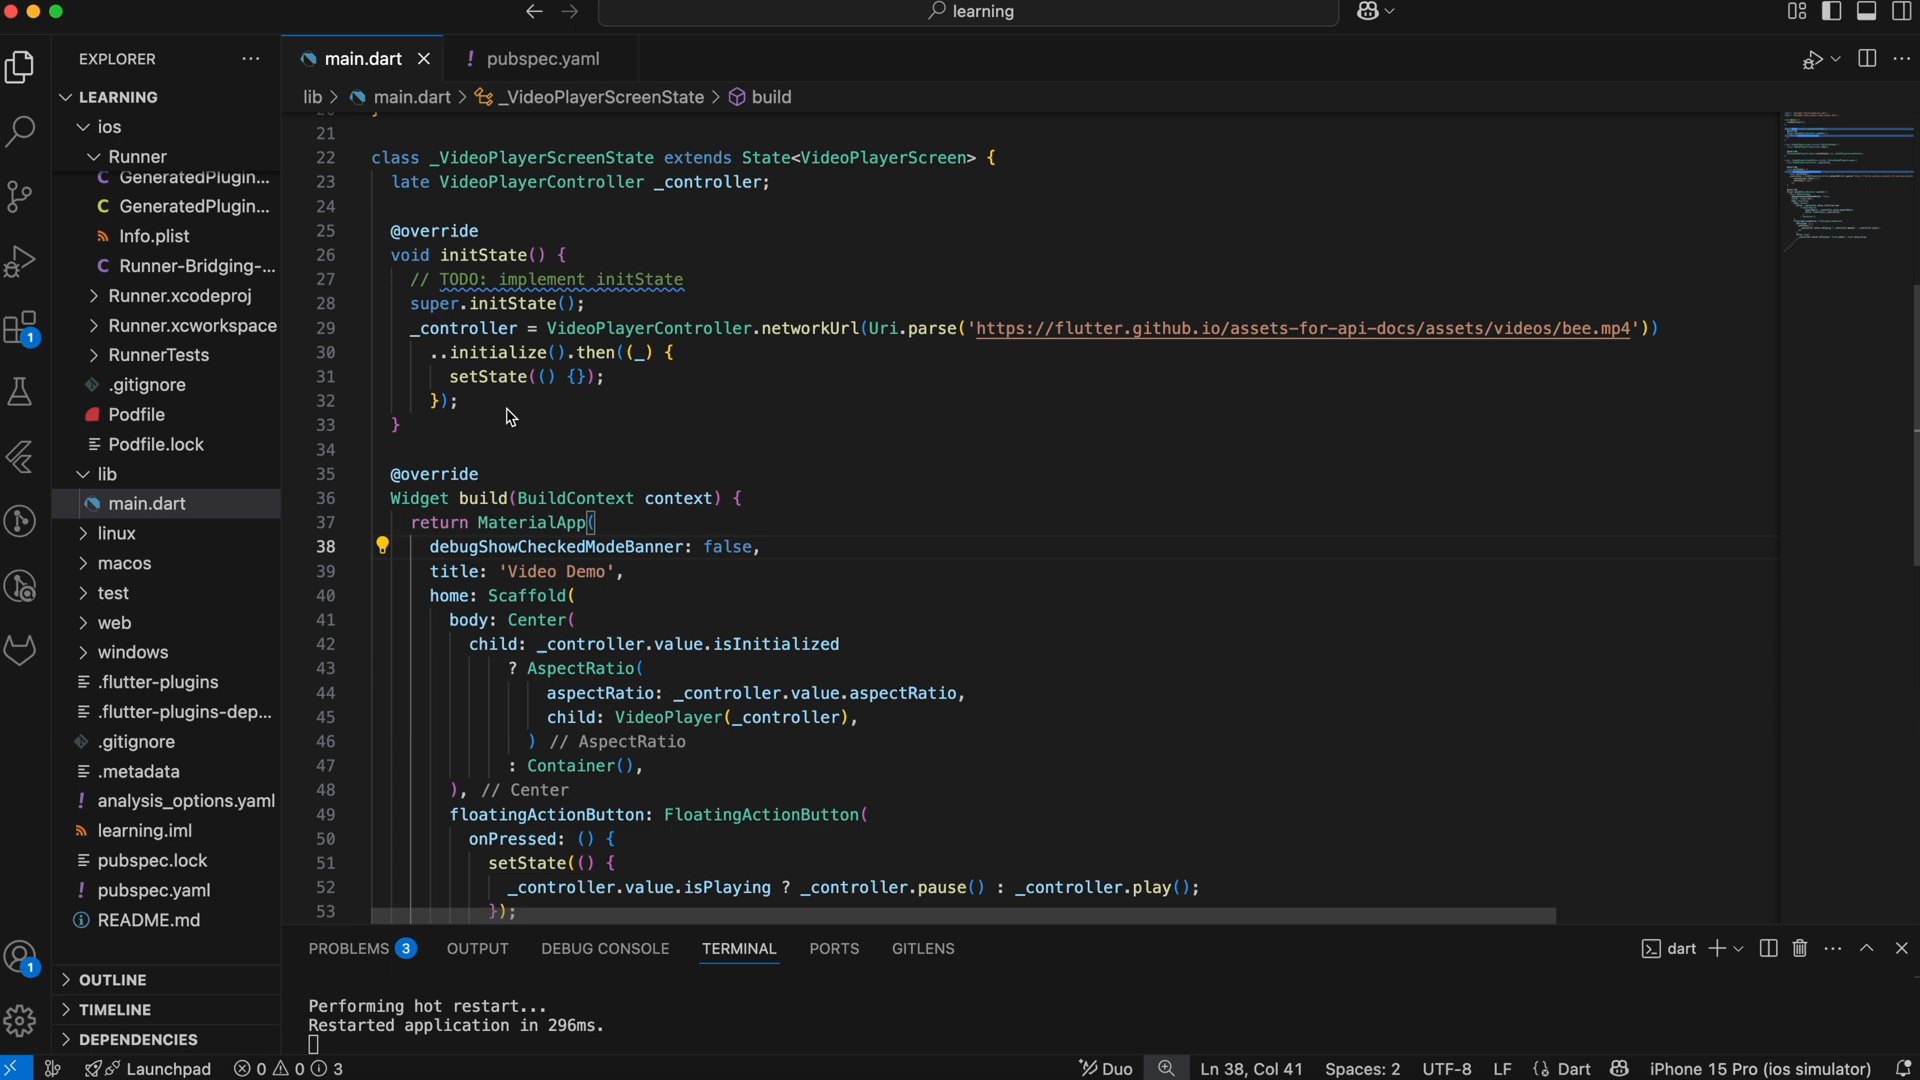 learning
EXPLORER
main.dart
pubspec.yaml
lib > main.dart > _VideoPlayerScreenState > build
LEARNING
ios
Runner
GeneratedPlugin...
GeneratedPlugin...
Info.plist
Runner-Bridging-...
Runner.xcodeproj
Runner.xcworkspace
RunnerTests
.gitignore
Podfile
Podfile.lock
lib
main.dart
linux
macos
test
web
windows
.flutter-plugins
.flutter-plugins-dep...
.gitignore
.metadata
analysis_options.yaml
learning.iml
pubspec.lock
pubspec.yaml
README.md
OUTLINE
TIMELINE
DEPENDENCIES
1
1
21
22 class _VideoPlayerScreenState extends State<VideoPlayerScreen> {
23 late VideoPlayerController _controller;
24
25 @override
26 void initState() {
27 // TODO: implement initState
28 super.initState();
29 _controller = VideoPlayerController.networkUrl(Uri.parse('https://flutter.github.io/assets-for-api-docs/assets/videos/bee.mp4'))
30 ..initialize().then((_) {
31 setState(() {});
32 });
33 }
34
35 @override
36 Widget build(BuildContext context) {
37 return MaterialApp(
38 debugShowCheckedModeBanner: false,
39 title: 'Video Demo',
40 home: Scaffold(
41 body: Center(
42 child: _controller.value.isInitialized
43 ? AspectRatio(
44 aspectRatio: _controller.value.aspectRatio,
45 child: VideoPlayer(_controller),
46 ) // AspectRatio
47 : Container(),
48 ), // Center
49 floatingActionButton: FloatingActionButton(
50 onPressed: () {
51 setState(() {
52 _controller.value.isPlaying ? _controller.pause() : _controller.play();
53 });
PROBLEMS 3 OUTPUT DEBUG CONSOLE TERMINAL PORTS GITLENS
dart
Performing hot restart...
Restarted application in 296ms.
Launchpad 0 0 3
Duo Ln 38, Col 41 Spaces: 2 UTF-8 LF {} Dart iPhone 15 Pro (ios simulator)